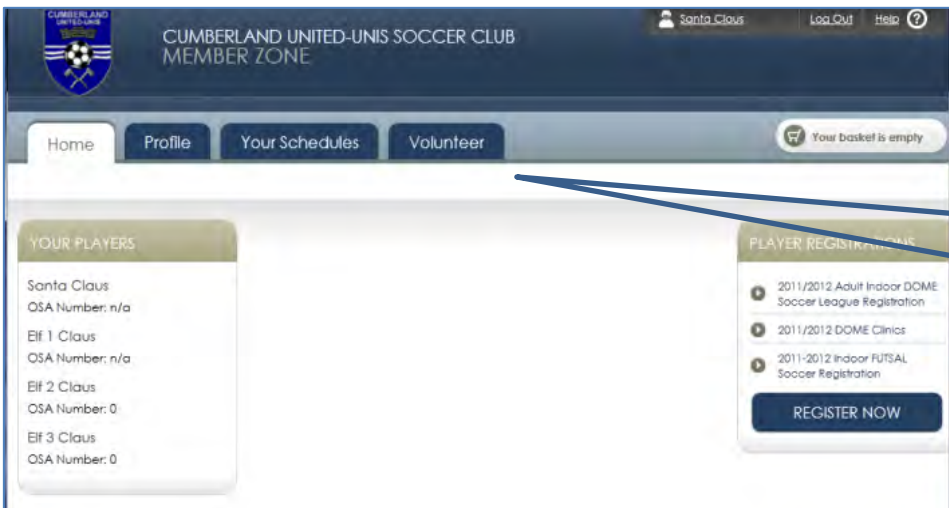 CUMBERLAND
UNITED-UNIS
CUMBERLAND UNITED-UNIS SOCCER CLUB
MEMBER ZONE
Santa Claus
Log Out
Help ?
Home
Profile
Your Schedules
Volunteer
Your basket is empty
YOUR PLAYERS
Santa Claus
OSA Number: n/a
Elf 1 Claus
OSA Number: n/a
Elf 2 Claus
OSA Number: 0
Elf 3 Claus
OSA Number: 0
PLAYER REGISTRATIONS
2011/2012 Adult Indoor DOME
Soccer League Registration
2011/2012 DOME Clinics
2011-2012 Indoor FUTSAL
Soccer Registration
REGISTER NOW